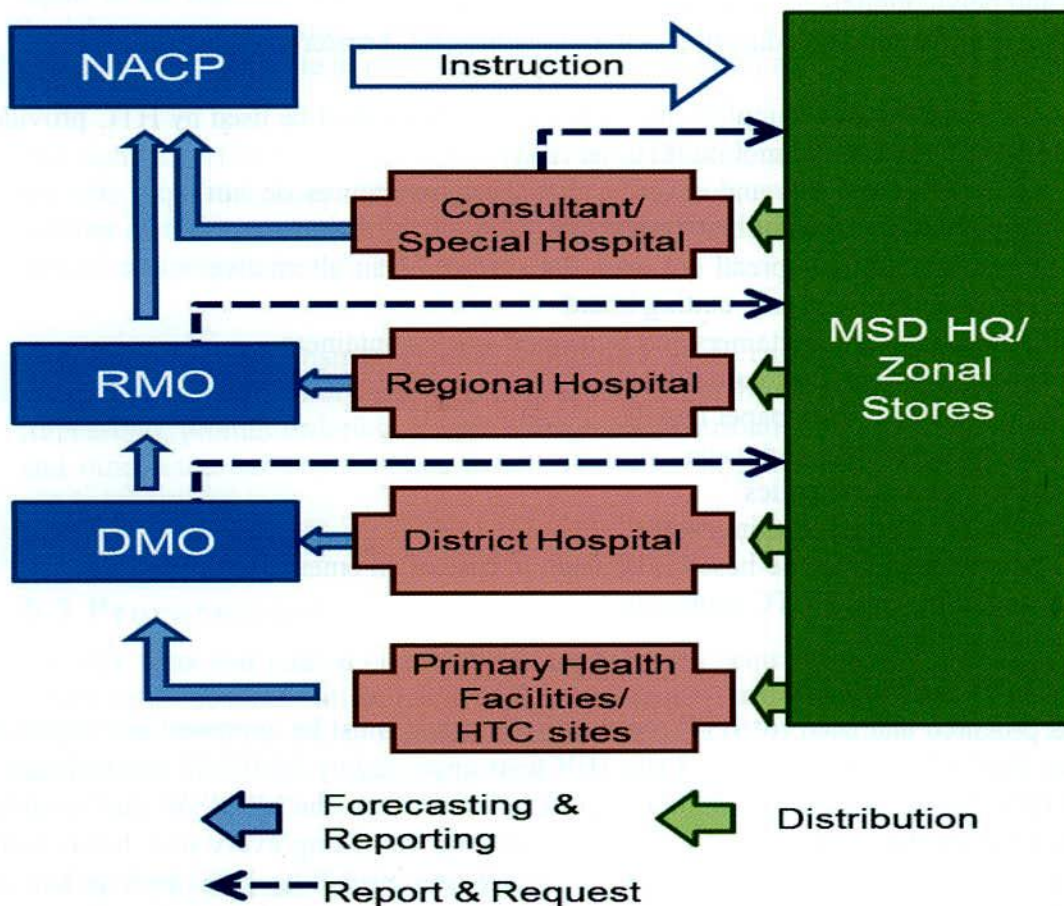 NACP
Instruction
Consultant/
Special Hospital
RMO
Regional Hospital
MSD HQ/
Zonal
Stores
DMO
District Hospital
Primary Health
Facilities/
HTC sites
Forecasting &
Reporting
Distribution
Report & Request